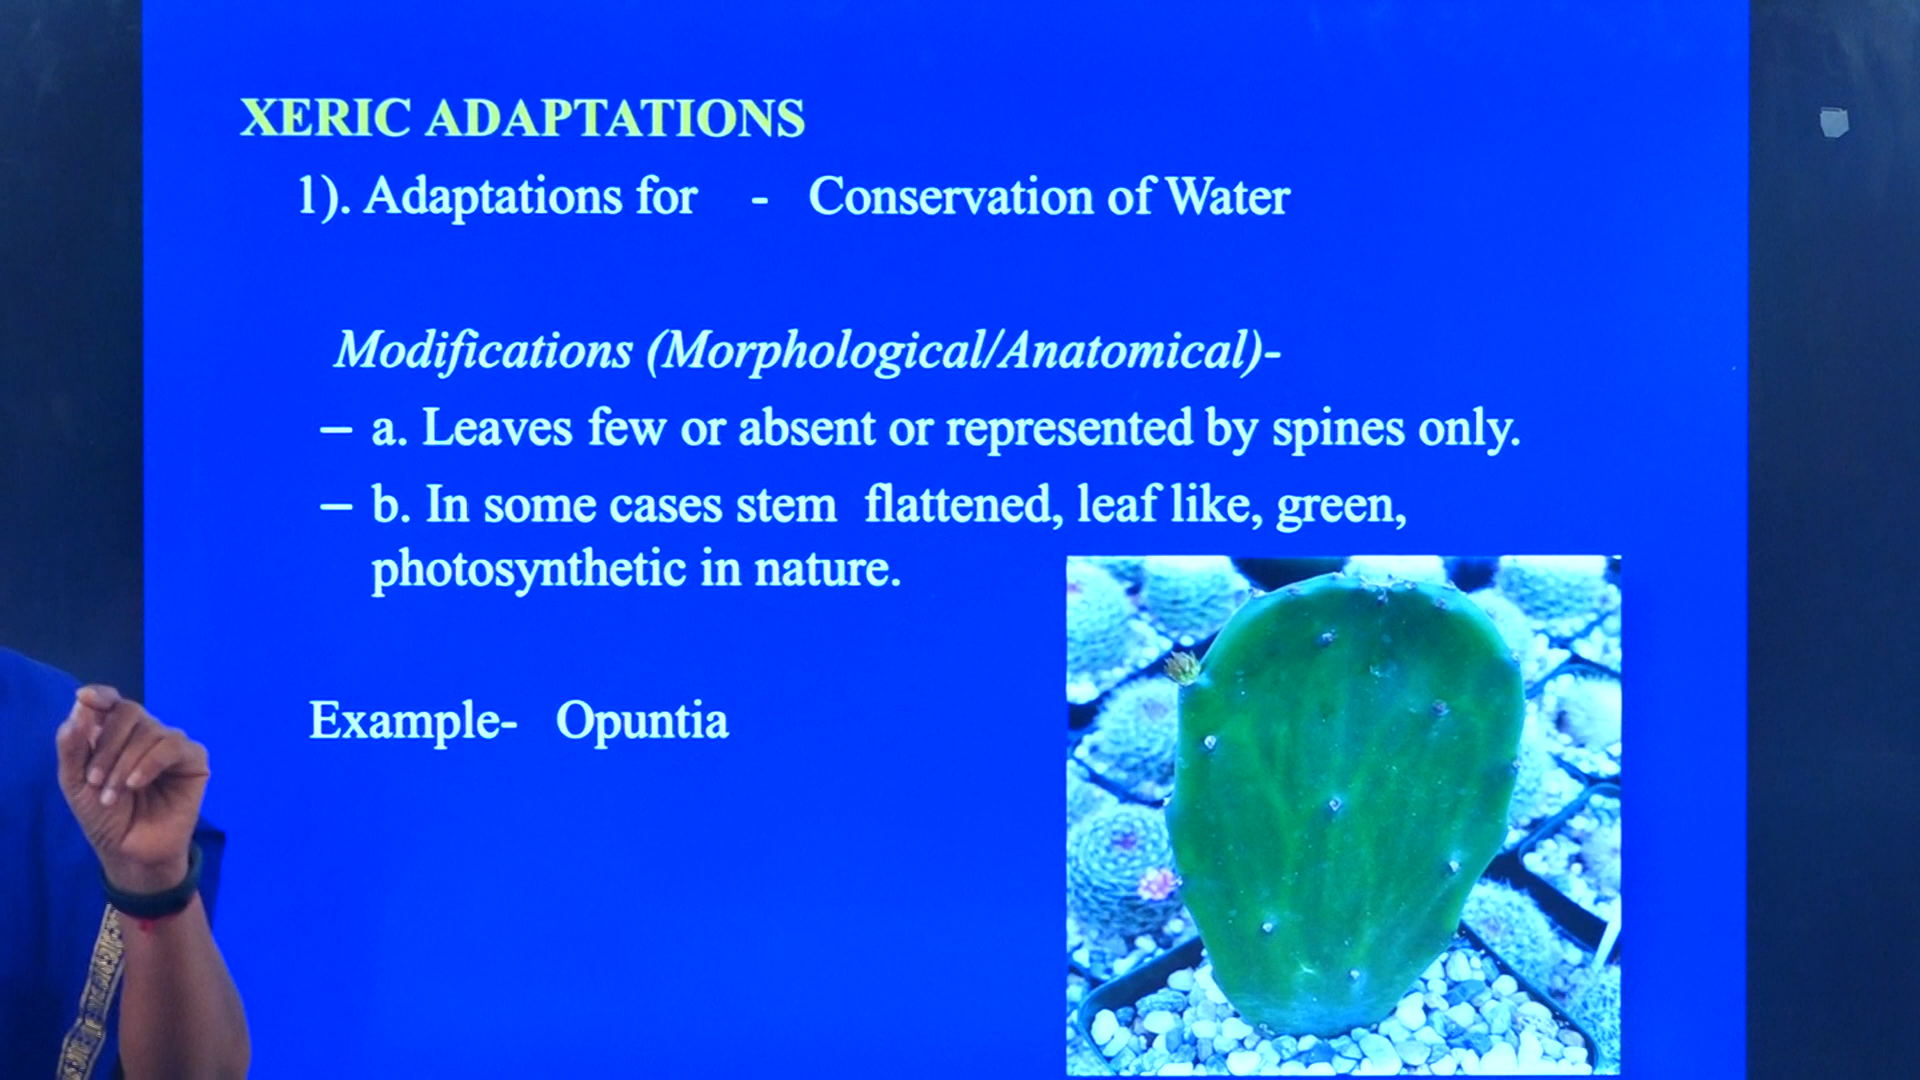 XERIC ADAPTATIONS
1). Adaptations for - Conservation of Water
Modifications (Morphological/Anatomical)-
– a. Leaves few or absent or represented by spines only.
– b. In some cases stem flattened, leaf like, green,
photosynthetic in nature.
Example- Opuntia